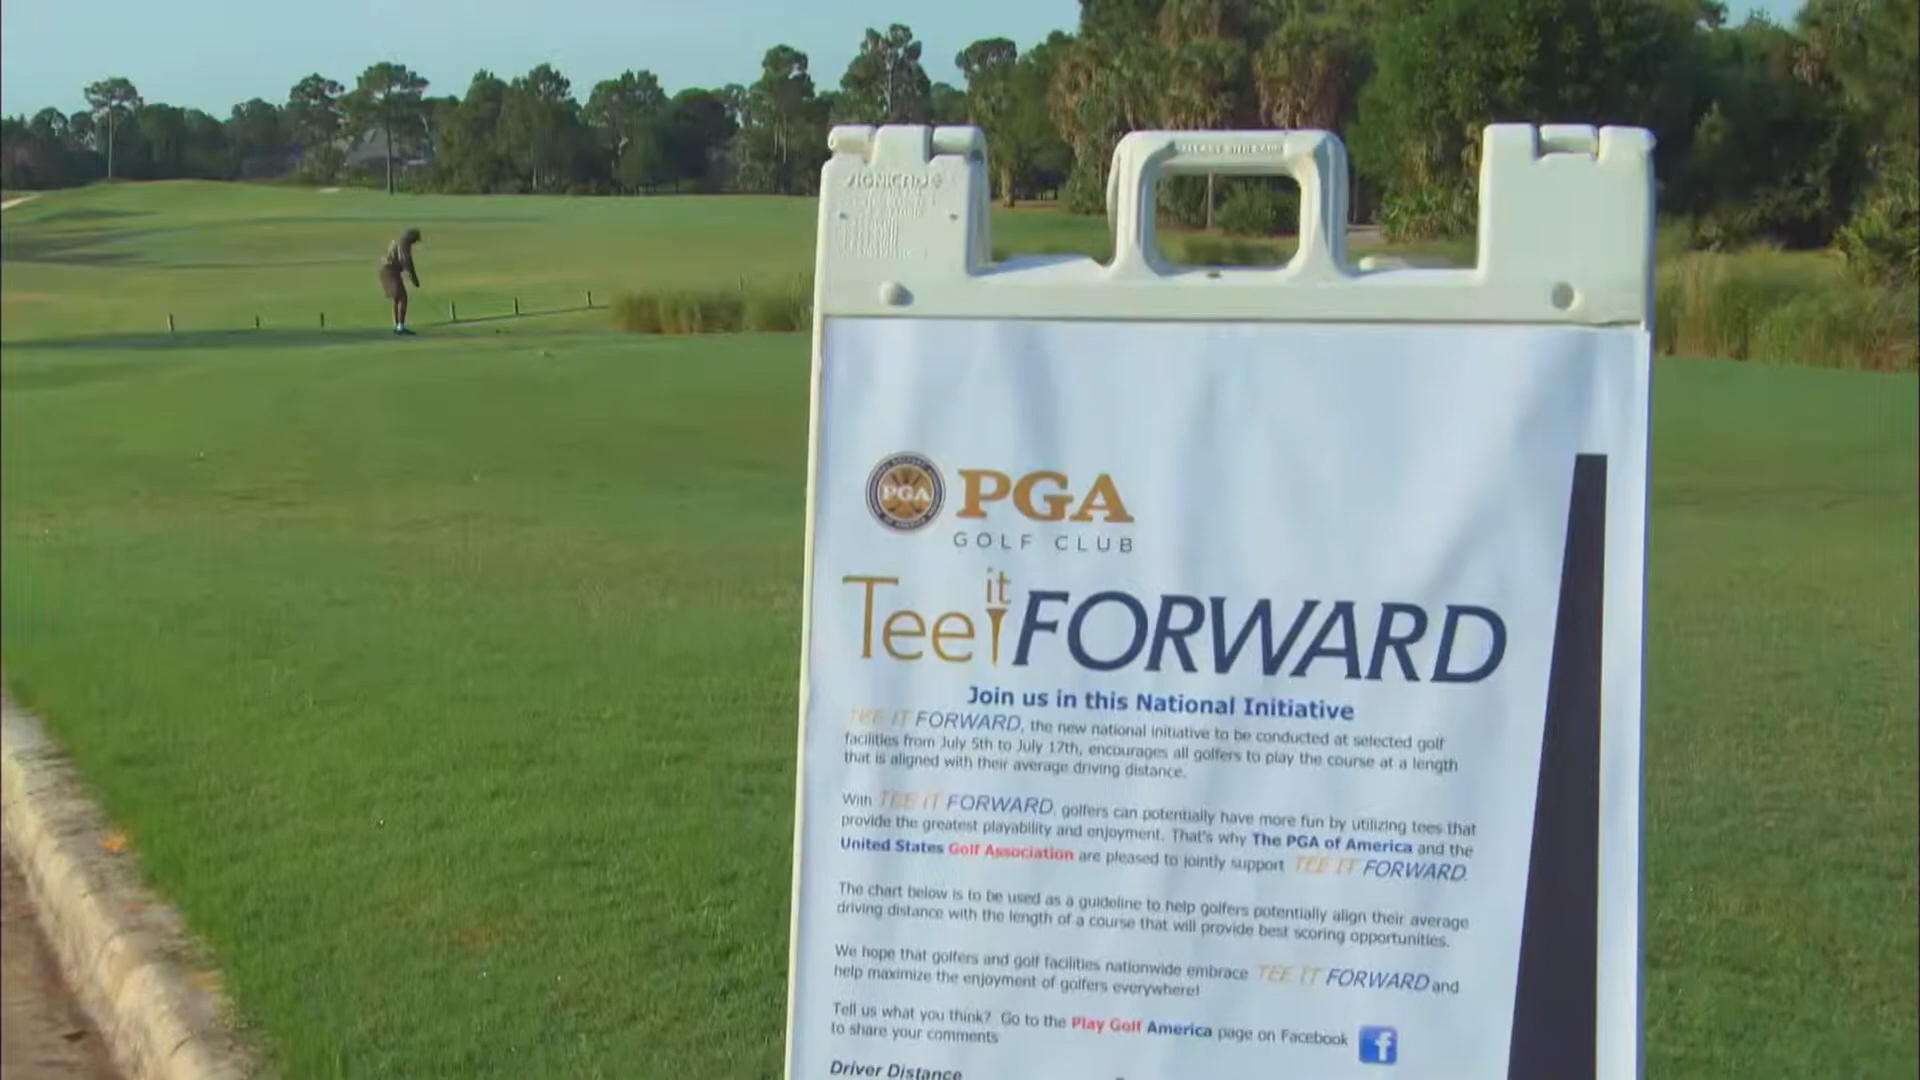 PGA
PGA
GOLF CLUB
Tee it FORWARD
Join us in this National Initiative
TEE IT FORWARD, the new national initiative to be conducted at selected golf
facilities from July 5th to July 17th, encourages all golfers to play the course at a length
that is aligned with their average driving distance.
With TEE IT FORWARD, golfers can potentially have more fun by utilizing tees that
provide the greatest playability and enjoyment. That's why The PGA of America and the
United States Golf Association are pleased to jointly support TEE IT FORWARD.
The chart below is to be used as a guideline to help golfers potentially align their average
driving distance with the length of a course that will provide best scoring opportunities.
We hope that golfers and golf facilities nationwide embrace TEE IT FORWARD and
help maximize the enjoyment of golfers everywhere!
Tell us what you think? Go to the Play Golf America page on Facebook f
to share your comments
Driver Distance